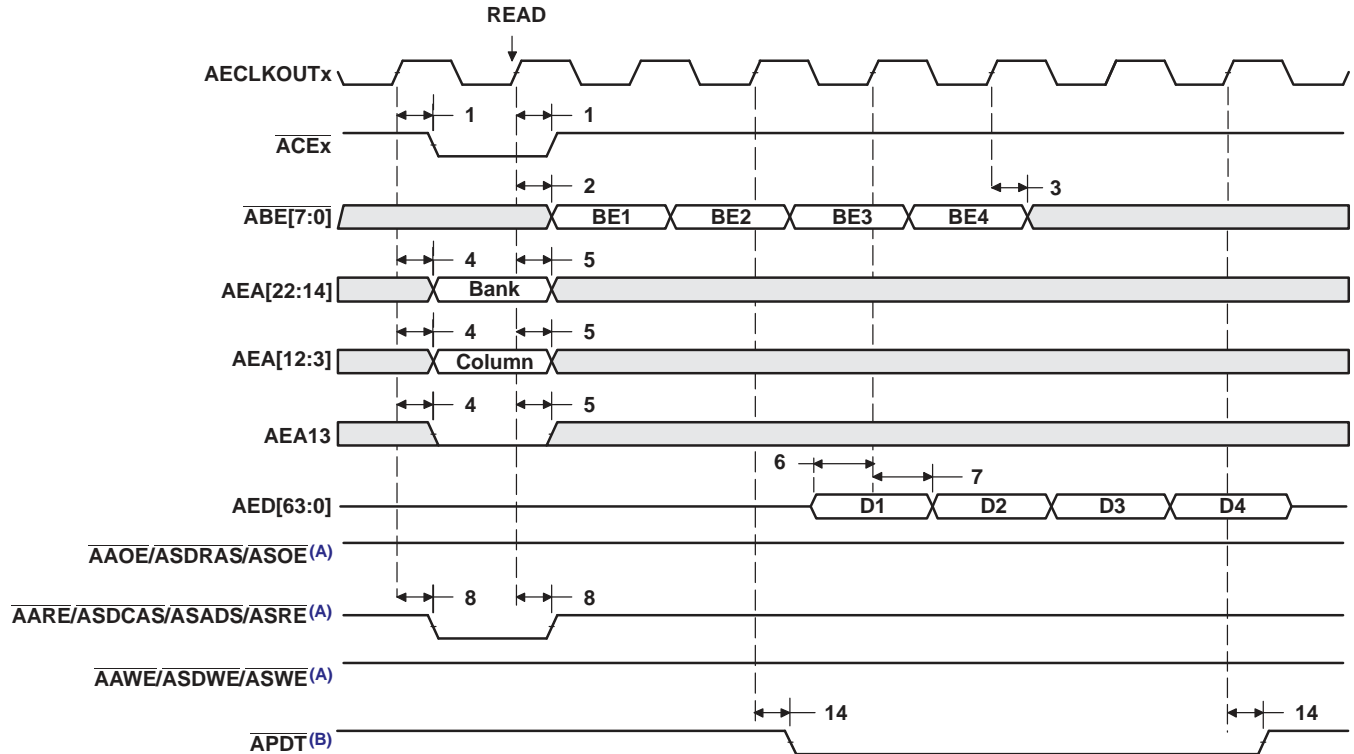 READ
AECLKOUTx
1 1
ACEx
2 3
ABE[7:0] BE1 BE2 BE3 BE4
4 5
AEA[22:14] Bank
4 5
AEA[12:3] Column
4 5
AEA13
6 7
AED[63:0] D1 D2 D3 D4
AAOE/ASDRAS/ASOE(A)
8 8
AARE/ASDCAS/ASADS/ASRE(A)
AAWE/ASDWE/ASWE(A)
14 14
APDT(B)